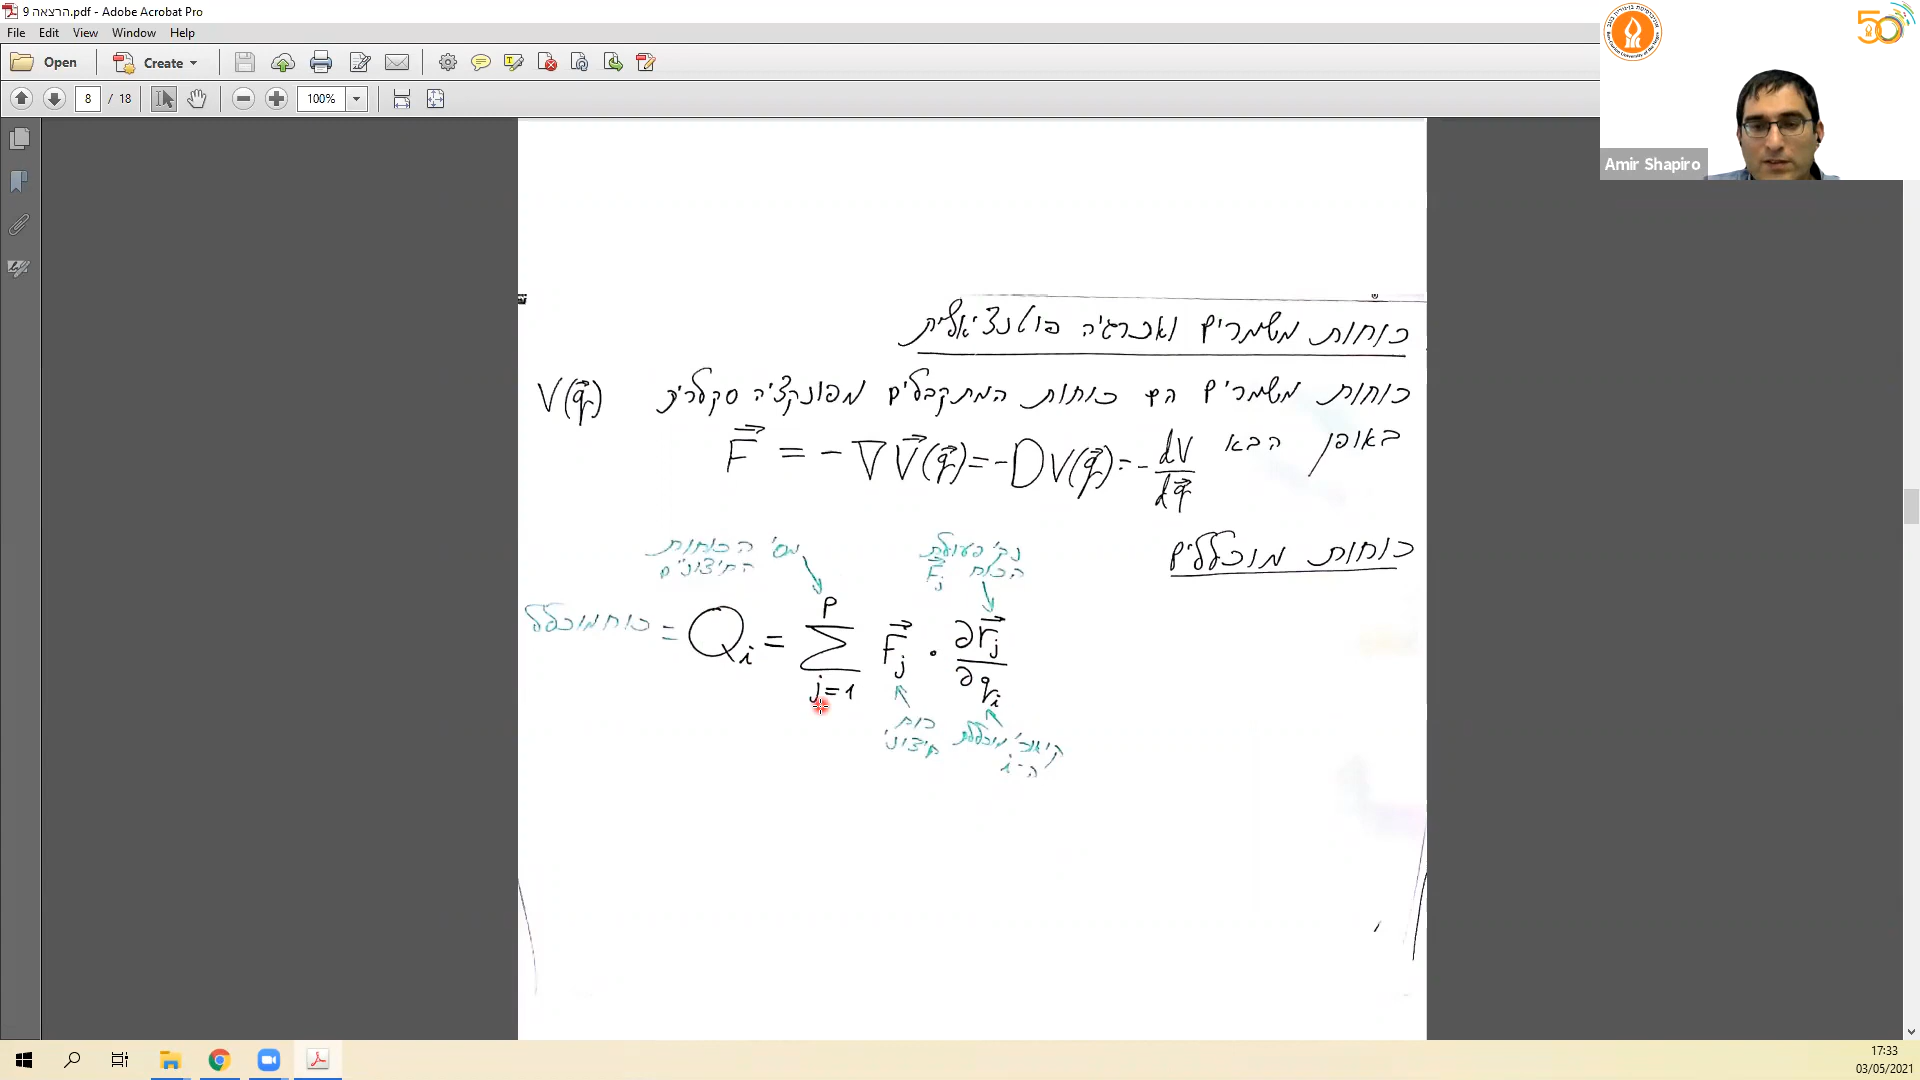 הרצאה 9.pdf - Adobe Acrobat Pro
File Edit View Window Help
Open Create
8 / 18 100%
50
Amir Shapiro
כוחות משמרים ואנרגיה פוטנציאלית
כוחות משמרים הם כוחות המתקבלים מפונקציה סקלרית V(q⃗)
באופן הבא F⃗ = -∇V⃗(q⃗) = -DV(q⃗) = -dV/dq⃗
כוחות מוכללים
מס' הכוחות החיצוניים
נק' פעולת הכוח F⃗j
כוח מוכלל = Qi = Σ_{j=1}^{P} F⃗j · ∂r⃗j/∂qi
כוח חיצוני
קואור' מוכללת ה-i
17:33
03/05/2021